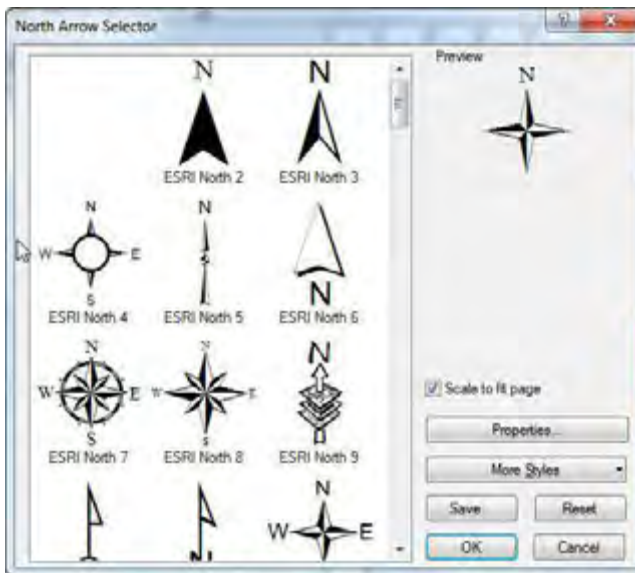 North Arrow Selector
Preview
N
N
N
ESRI North 2
ESRI North 3
N
W
E
S
N
N
ESRI North 4
ESRI North 5
ESRI North 6
N
W
E
S
N
W
E
S
N
ESRI North 7
ESRI North 8
ESRI North 9
N
W
E
N
Scale to fit page
Properties...
More Styles
Save
Reset
OK
Cancel